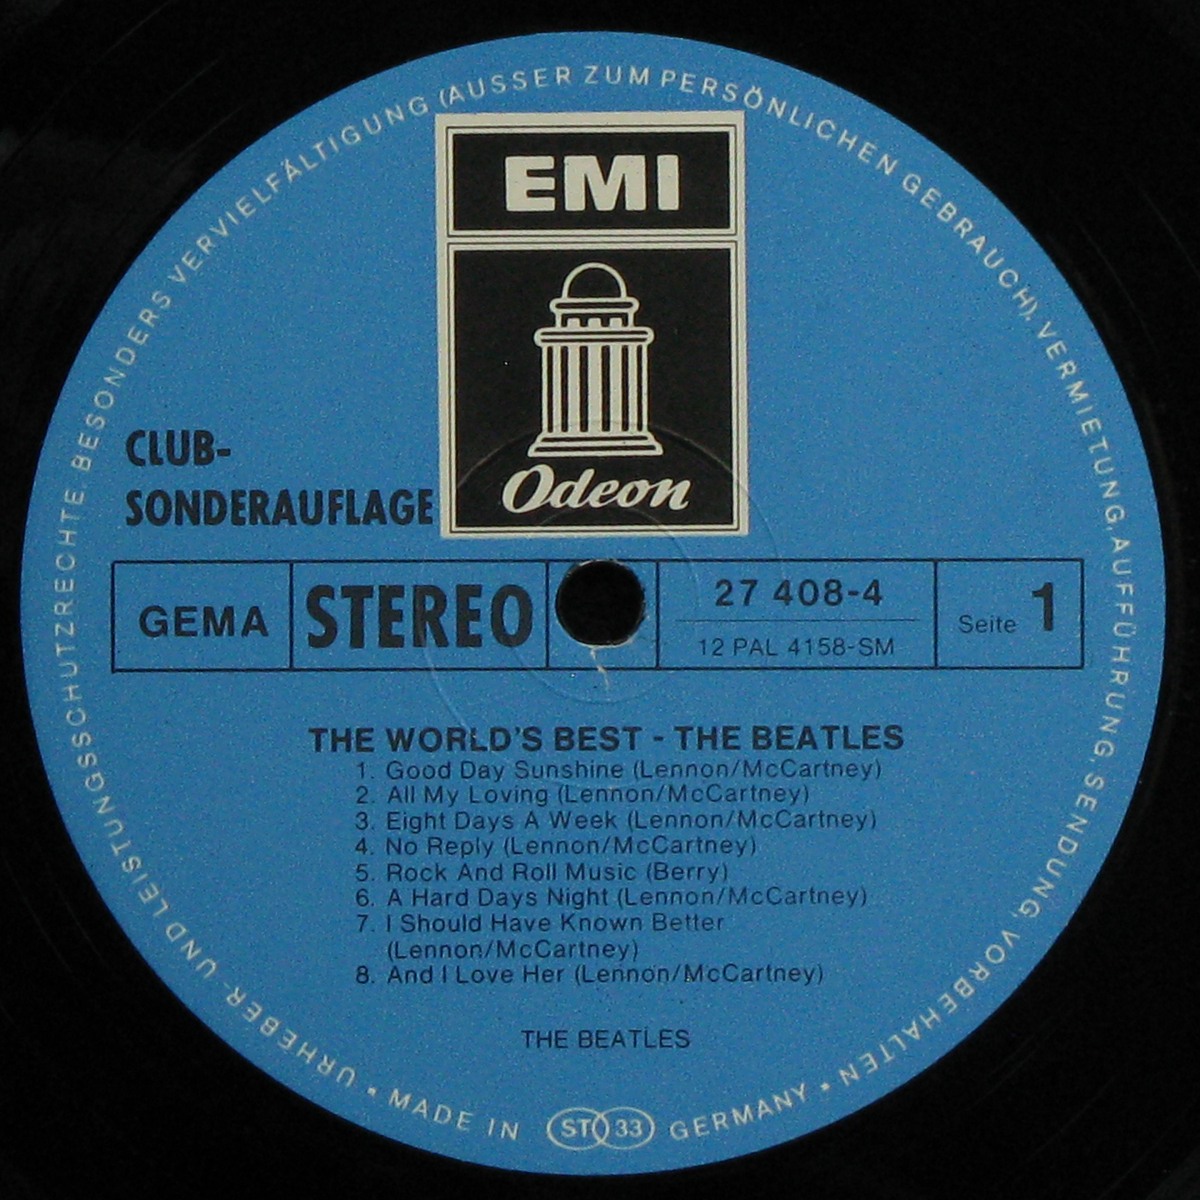 URHEBER- UND LEISTUNGSSCHUTZRECHTE, BESONDERS VERVIELFÄLTIGUNG (AUSSER ZUM PERSÖNLICHEN GEBRAUCH), VERMIETUNG, AUFFÜHRUNG, SENDUNG, VORBEHALTEN
EMI
Odeon
CLUB-
SONDERAUFLAGE
GEMA
STEREO
27 408-4
12 PAL 4158-SM
Seite 1
THE WORLD'S BEST - THE BEATLES
1. Good Day Sunshine (Lennon/McCartney)
2. All My Loving (Lennon/McCartney)
3. Eight Days A Week (Lennon/McCartney)
4. No Reply (Lennon/McCartney)
5. Rock And Roll Music (Berry)
6. A Hard Days Night (Lennon/McCartney)
7. I Should Have Known Better
(Lennon/McCartney)
8. And I Love Her (Lennon/McCartney)
THE BEATLES
• MADE IN ST 33 GERMANY •